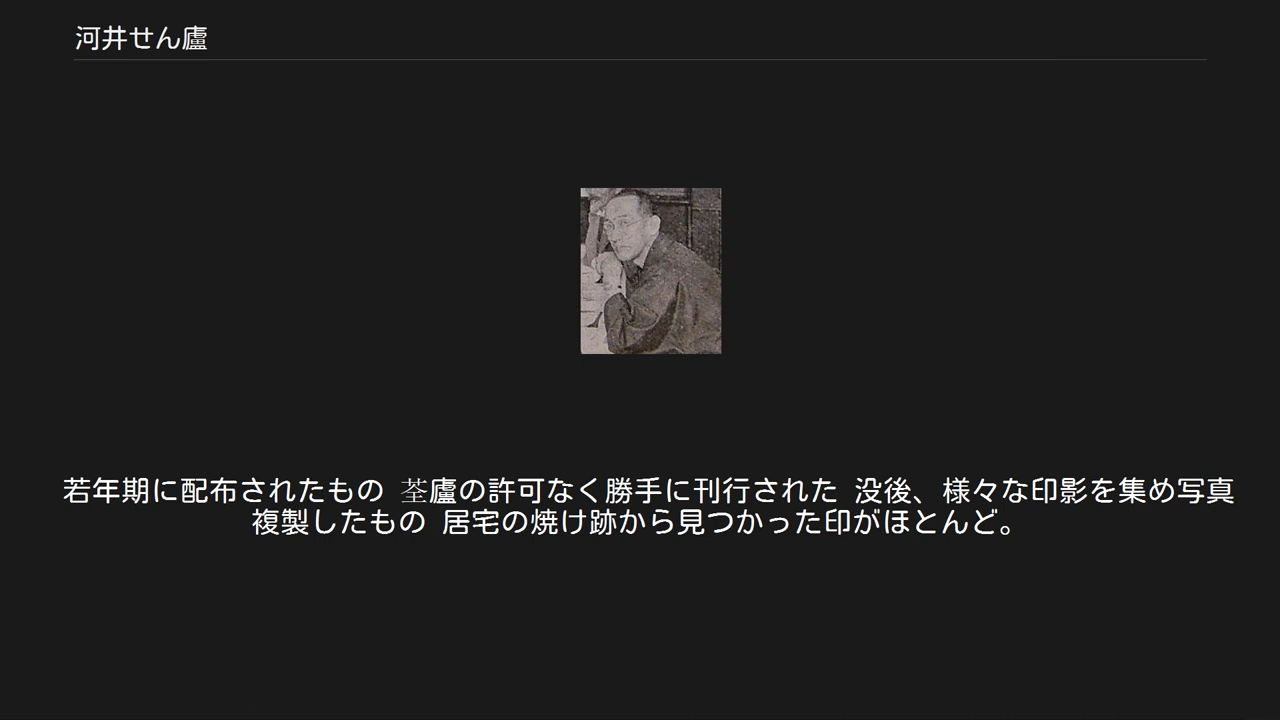 河井せん廬
若年期に配布されたもの 荃廬の許可なく勝手に刊行された 没後、様々な印影を集め写真
複製したもの 居宅の焼け跡から見つかった印がほとんど。